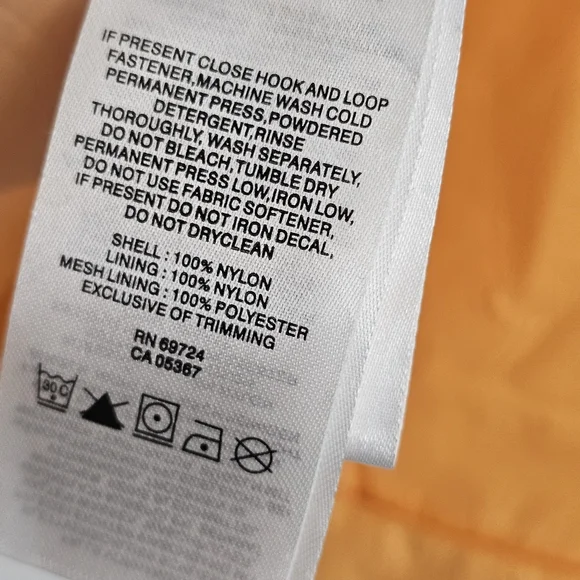 IF PRESENT CLOSE HOOK AND LOOP
FASTENER,MACHINE WASH COLD
PERMANENT PRESS,POWDERED
DETERGENT,RINSE
THOROUGHLY, WASH SEPARATELY,
DO NOT BLEACH,TUMBLE DRY
PERMANENT PRESS LOW,IRON LOW,
DO NOT USE FABRIC SOFTENER,
IF PRESENT DO NOT IRON DECAL,
DO NOT DRYCLEAN
SHELL : 100% NYLON
LINING : 100% NYLON
MESH LINING : 100% POLYESTER
EXCLUSIVE OF TRIMMING
RN 69724
CA 05367
30 C